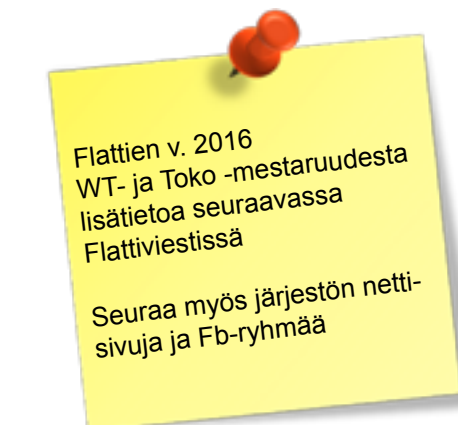 Flattien v. 2016
WT- ja Toko -mestaruudesta
lisätietoa seuraavassa
Flattiviestissä
Seuraa myös järjestön netti-
sivuja ja Fb-ryhmää